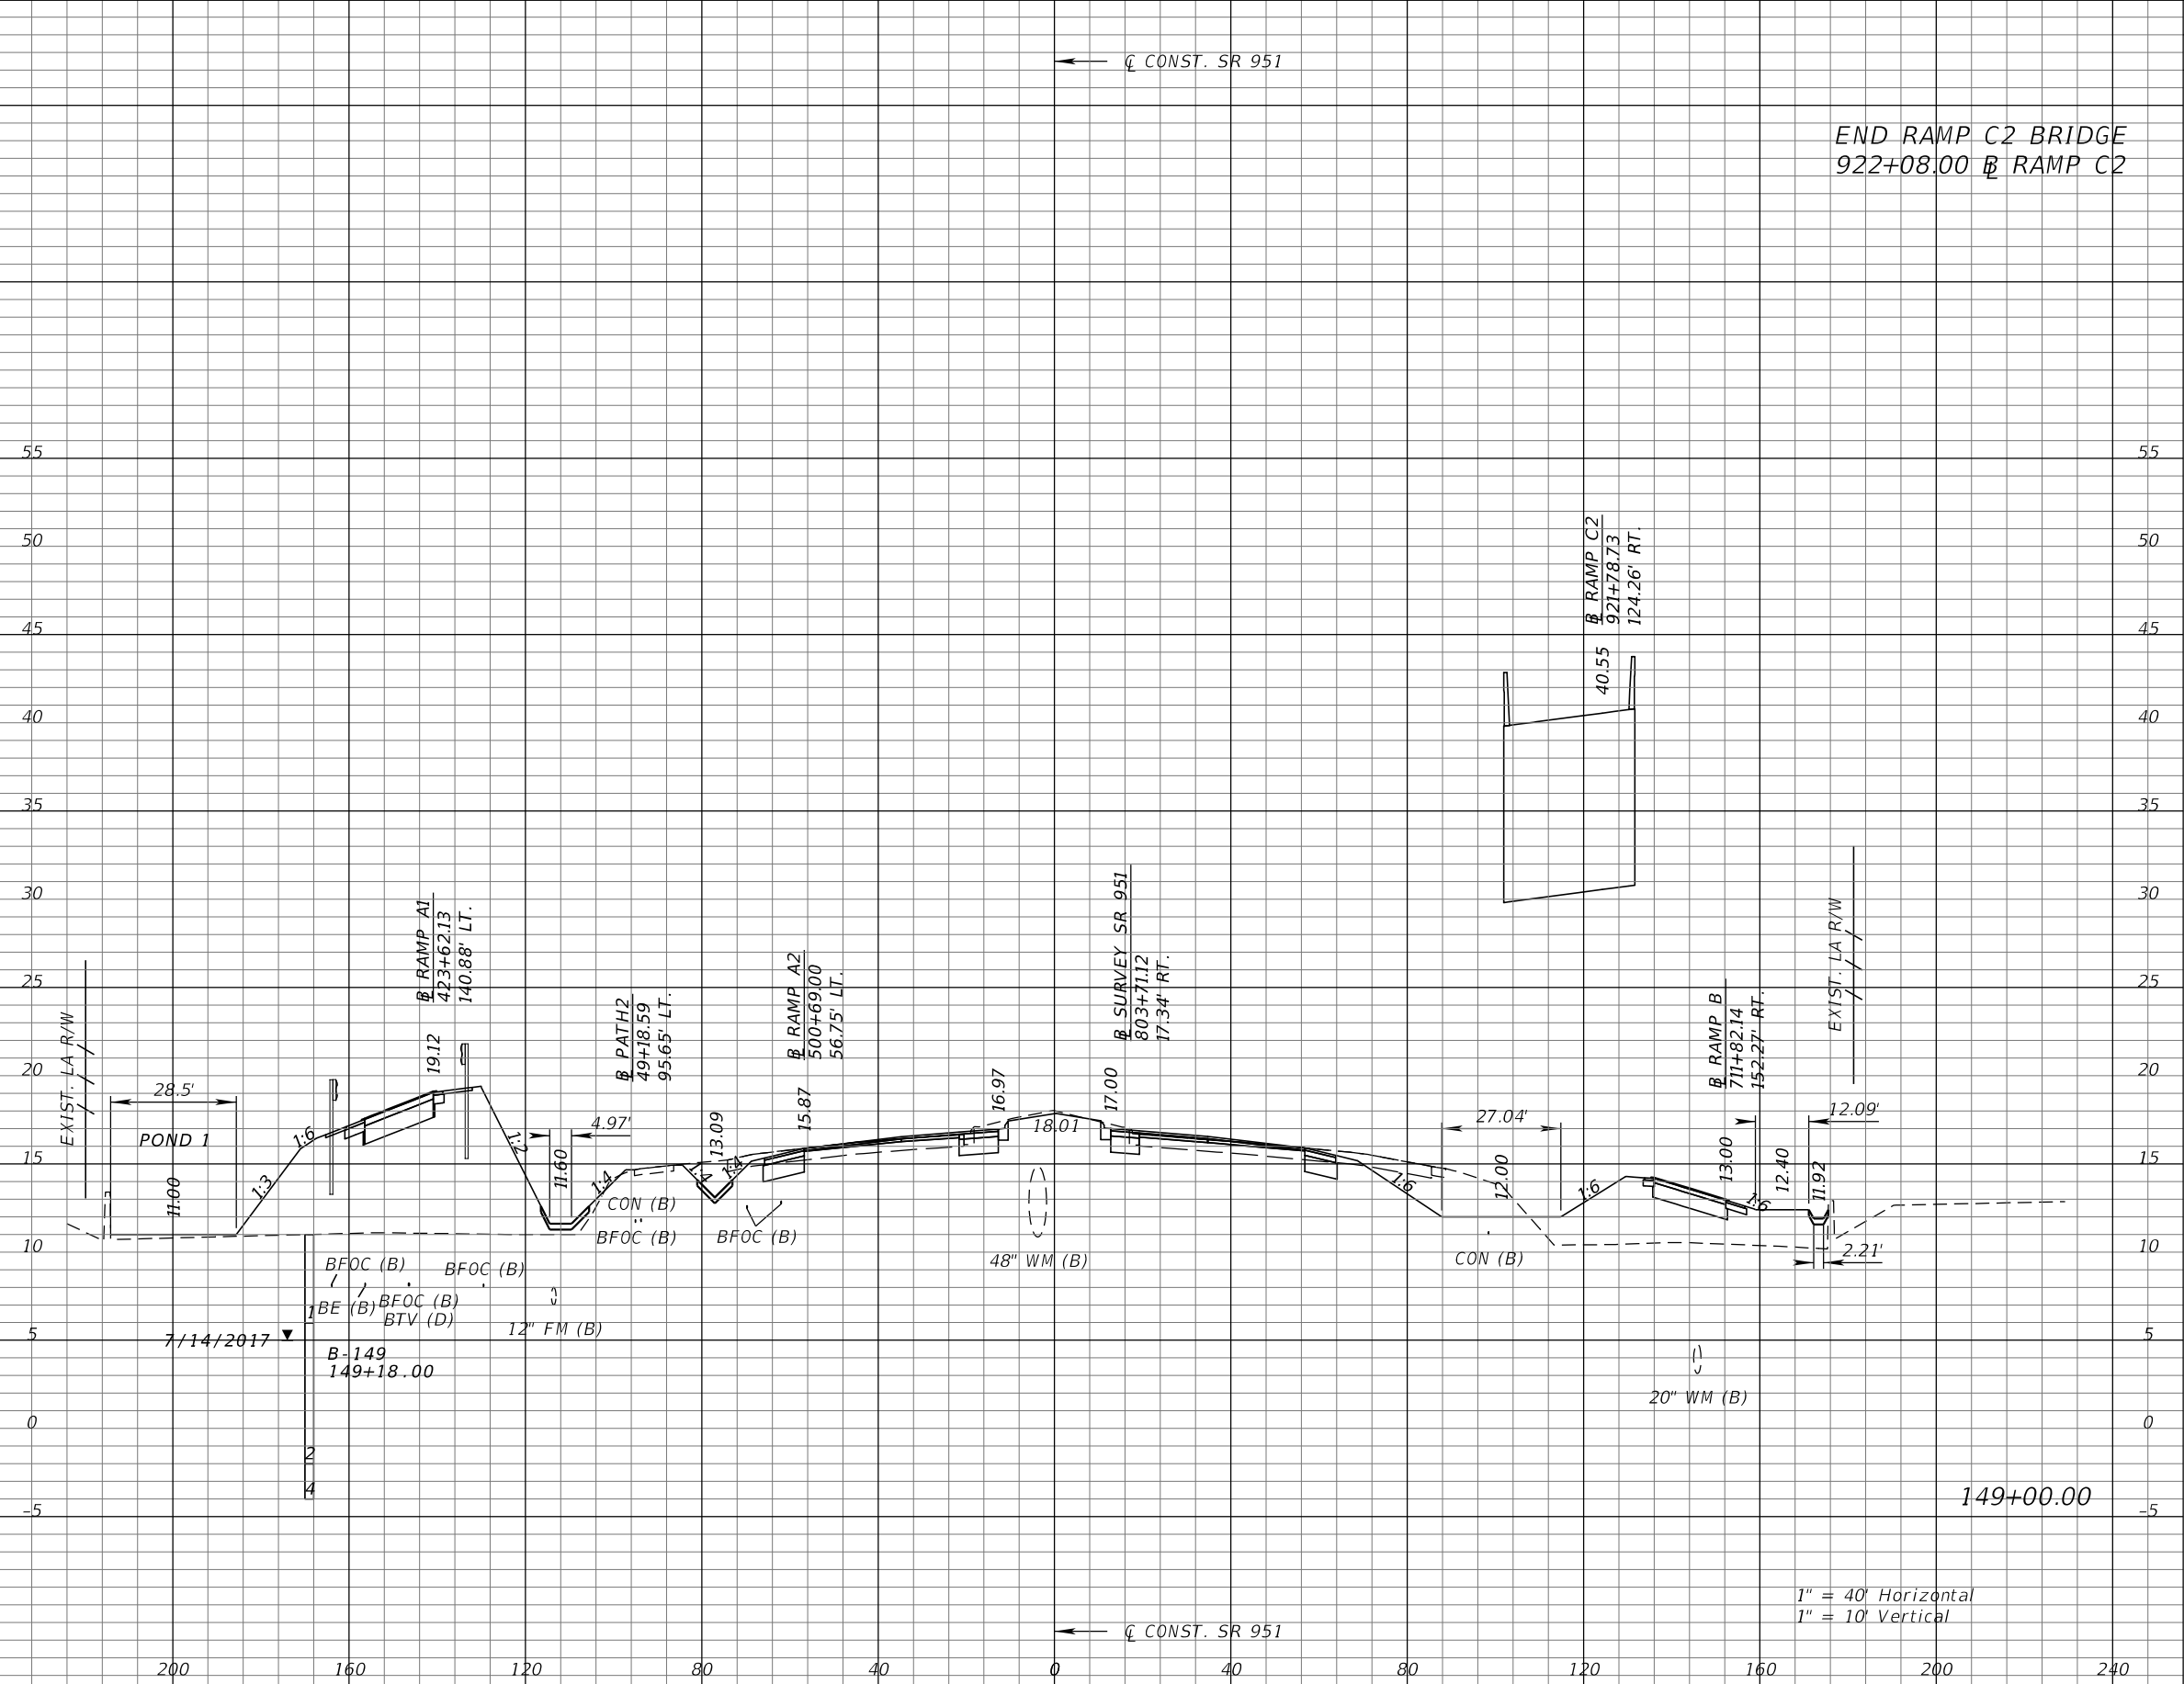 ℄ CONST. SR 951
END RAMP C2 BRIDGE
922+08.00 ℄ RAMP C2
55
55
50
50
45
45
40
40
35
35
30
30
25
25
20
20
15
15
10
10
5
5
0
0
-5
-5
EXIST. LA R/W
28.5'
POND 1
11.00
1:3
1:6
B RAMP A1
423+62.13
140.88' LT.
19.12
1:2
4.97'
11.60
1:4
B PATH2
49+18.59
95.65' LT.
1:4
13.09
1:4
B RAMP A2
500+69.00
56.75' LT.
15.87
16.97
18.01
17.00
B SURVEY SR 951
803+71.12
17.34' RT.
1:6
27.04'
12.00
1:6
B RAMP C2
921+78.73
124.26' RT.
40.55
B RAMP B
711+82.14
152.27' RT.
13.00
1:6
12.40
12.09'
11.92
2.21'
EXIST. LA R/W
CON (B)
BFOC (B)
BFOC (B)
48" WM (B)
CON (B)
BFOC (B)
BFOC (B)
BE (B)
BFOC (B)
BTV (D)
12" FM (B)
20" WM (B)
7/14/2017
B-149
149+18.00
1
2
4
149+00.00
1" = 40' Horizontal
1" = 10' Vertical
℄ CONST. SR 951
200
160
120
80
40
0
40
80
120
160
200
240